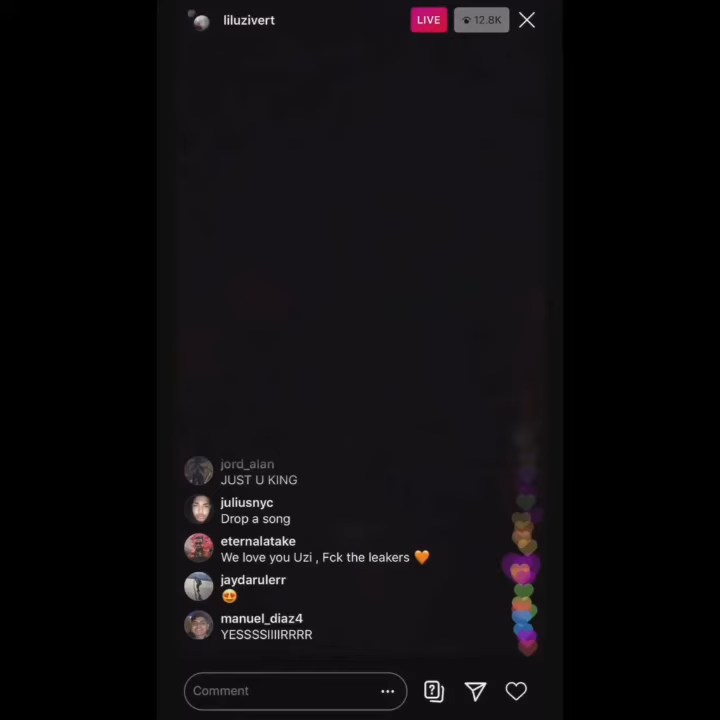 liluzivert
LIVE
12.8K
jord_alan
JUST U KING
juliusnyc
Drop a song
eternalatake
We love you Uzi , Fck the leakers 🧡
jaydarulerr
😍
manuel_diaz4
YESSSSIIIIRRRR
Comment